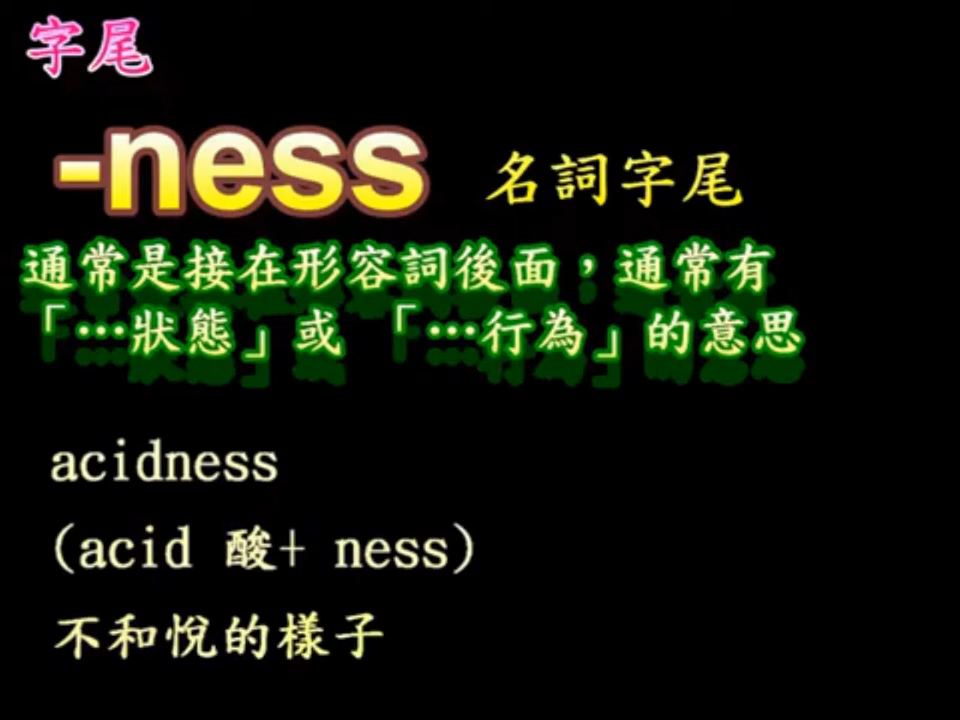 字尾
-ness 名詞字尾
通常是接在形容詞後面，通常有
「…狀態」或 「…行為」的意思
acidness
(acid 酸+ ness)
不和悅的樣子